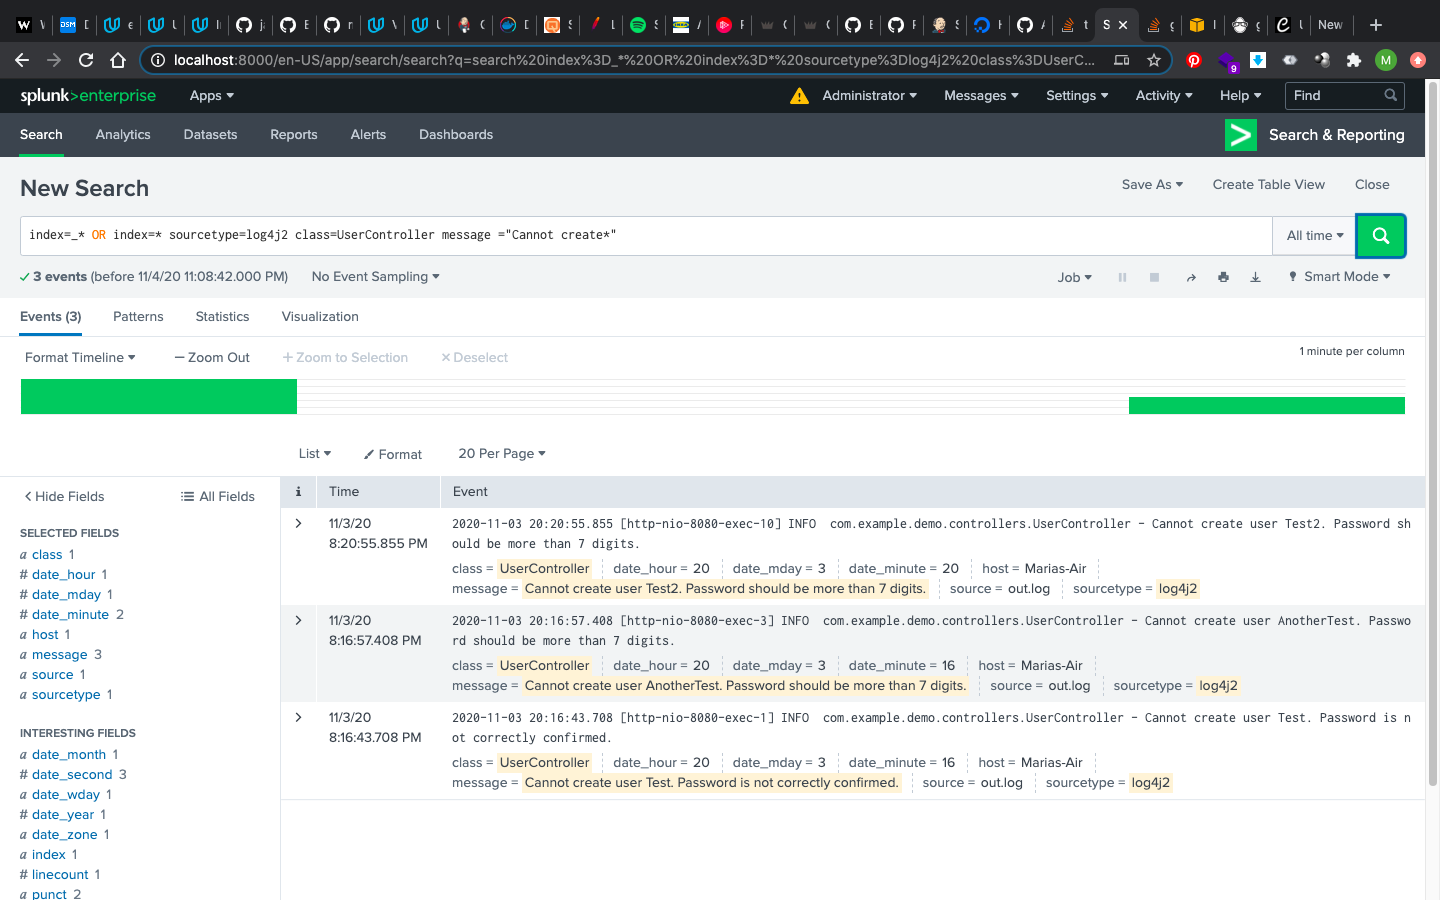 New
localhost:8000/en-US/app/search/search?q=search%20index%3D_*%20OR%20index%3D*%20sourcetype%3Dlog4j2%20class%3DUserC...
9
M
splunk>enterprise Apps Administrator Messages Settings Activity Help Find
Search Analytics Datasets Reports Alerts Dashboards Search & Reporting
New Search Save As Create Table View Close
index=_* OR index=* sourcetype=log4j2 class=UserController message ="Cannot create*" All time
3 events (before 11/4/20 11:08:42.000 PM) No Event Sampling Job Smart Mode
Events (3) Patterns Statistics Visualization
Format Timeline — Zoom Out + Zoom to Selection × Deselect 1 minute per column
List Format 20 Per Page
< Hide Fields All Fields
i Time Event
SELECTED FIELDS
a class 1
# date_hour 1
# date_mday 1
# date_minute 2
a host 1
a message 3
a source 1
a sourcetype 1
INTERESTING FIELDS
a date_month 1
# date_second 3
a date_wday 1
# date_year 1
a date_zone 1
a index 1
# linecount 1
a punct 2
11/3/20
8:20:55.855 PM
2020-11-03 20:20:55.855 [http-nio-8080-exec-10] INFO com.example.demo.controllers.UserController - Cannot create user Test2. Password sh
ould be more than 7 digits.
class = UserController date_hour = 20 date_mday = 3 date_minute = 20 host = Marias-Air
message = Cannot create user Test2. Password should be more than 7 digits. source = out.log sourcetype = log4j2
11/3/20
8:16:57.408 PM
2020-11-03 20:16:57.408 [http-nio-8080-exec-3] INFO com.example.demo.controllers.UserController - Cannot create user AnotherTest. Passwo
rd should be more than 7 digits.
class = UserController date_hour = 20 date_mday = 3 date_minute = 16 host = Marias-Air
message = Cannot create user AnotherTest. Password should be more than 7 digits. source = out.log sourcetype = log4j2
11/3/20
8:16:43.708 PM
2020-11-03 20:16:43.708 [http-nio-8080-exec-1] INFO com.example.demo.controllers.UserController - Cannot create user Test. Password is n
ot correctly confirmed.
class = UserController date_hour = 20 date_mday = 3 date_minute = 16 host = Marias-Air
message = Cannot create user Test. Password is not correctly confirmed. source = out.log sourcetype = log4j2